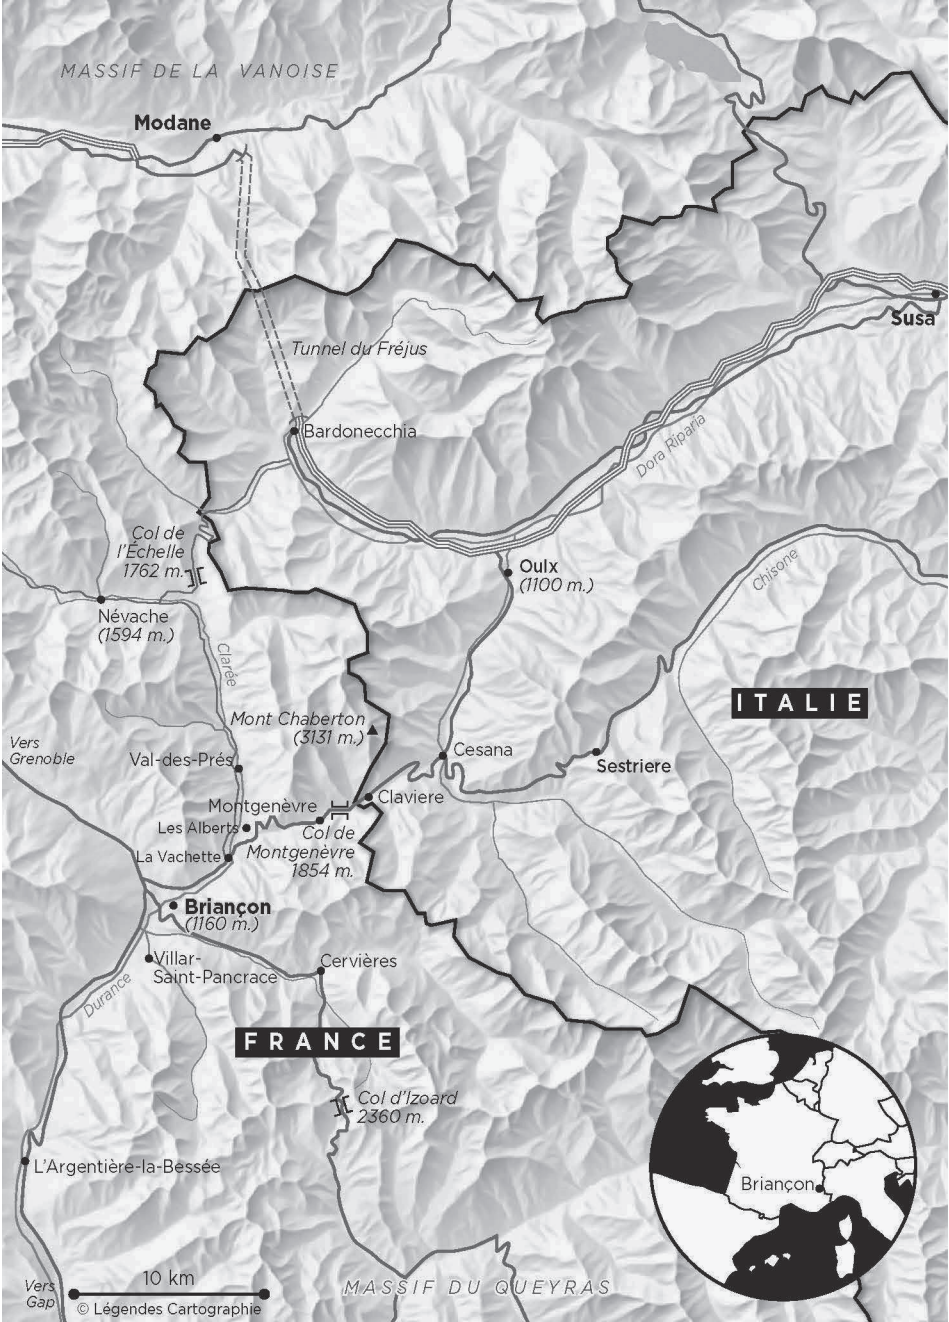 MASSIF DE LA VANOISE
Modane
Susa
Tunnel du Fréjus
Bardonecchia
Dora Riparia
Col de
l'Échelle
1762 m.
Oulx
(1100 m.)
Chisone
Névache
(1594 m.)
Clarée
ITALIE
Mont Chaberton
(3131 m.)
Vers
Grenoble
Cesana
Val-des-Prés
Sestriere
Claviere
Montgenèvre
Les Alberts
Col de
Montgenèvre
1854 m.
La Vachette
Briançon
(1160 m.)
Villar-
Saint-Pancrace
Cervières
Durance
FRANCE
Col d'Izoard
2360 m.
L'Argentière-la-Bessée
Briançon
Vers
Gap
10 km
© Légendes Cartographie
MASSIF DU QUEYRAS